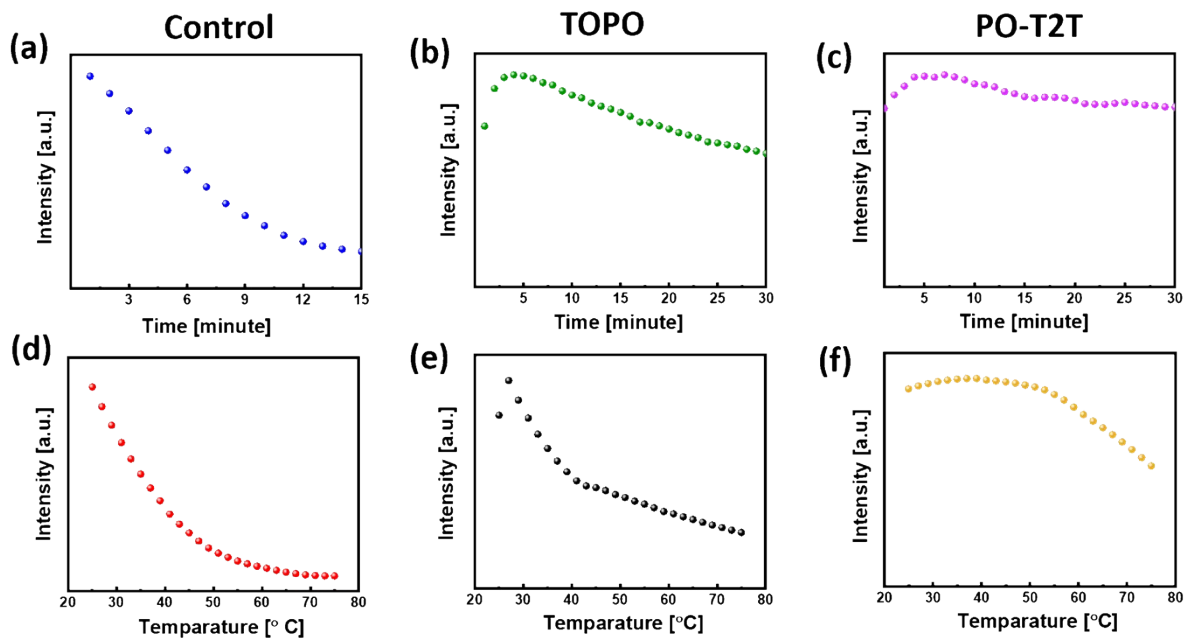 Control TOPO PO-T2T
(a) (b) (c)
Intensity [a.u.] Intensity [a.u.] Intensity [a.u.]
3 6 9 12 15 5 10 15 20 25 30 5 10 15 20 25 30
Time [minute] Time [minute] Time [minute]
(d) (e) (f)
Intensity [a.u.] Intensity [a.u.] Intensity [a.u.]
20 30 40 50 60 70 80 20 30 40 50 60 70 80 20 30 40 50 60 70 80
Temparature [° C] Temparature [°C] Temparature [°C]